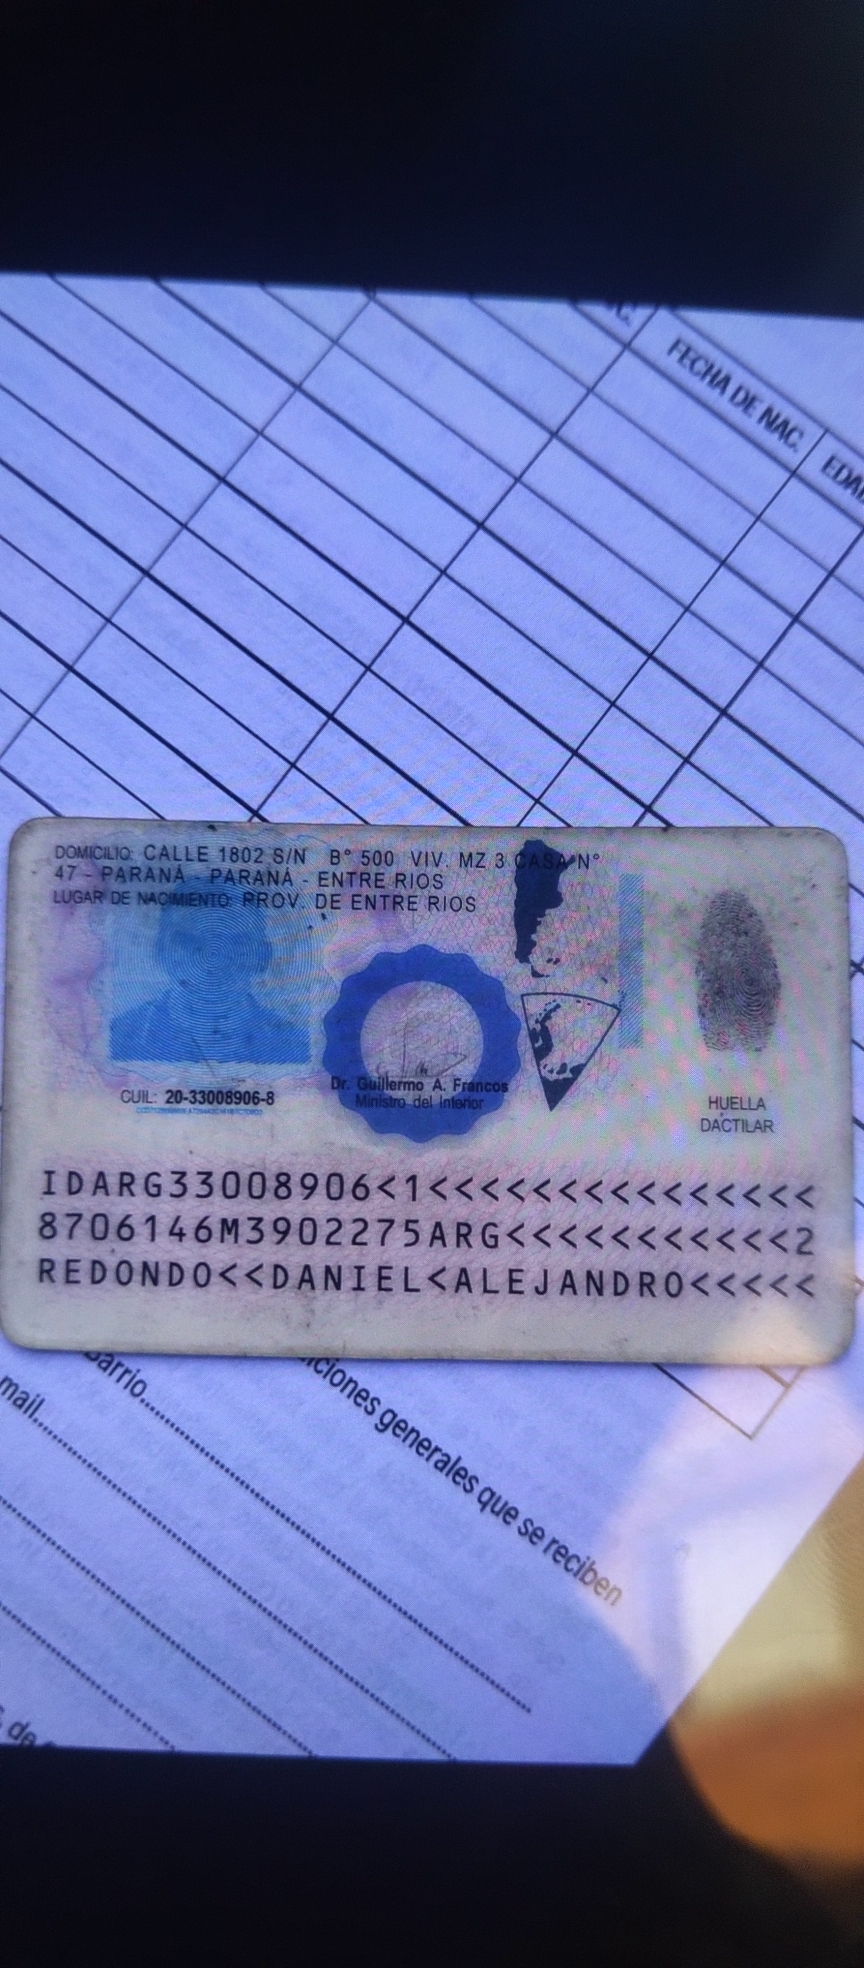 FECHA DE NAC.
DOMICILIO: CALLE 1802 S/N B° 500 VIV. MZ 3 CASA N°
47 - PARANÁ - PARANÁ - ENTRE RIOS
LUGAR DE NACIMIENTO: PROV. DE ENTRE RIOS
Dr. Guillermo A. Francos
Ministro del Interior
CUIL: 20-33008906-8
HUELLA
DACTILAR
IDARG33008906<1<<<<<<<<<<<<<<<
8706146M3902275ARG<<<<<<<<<<<2
REDONDO<<DANIEL<ALEJANDRO<<<<<
generales que se reciben